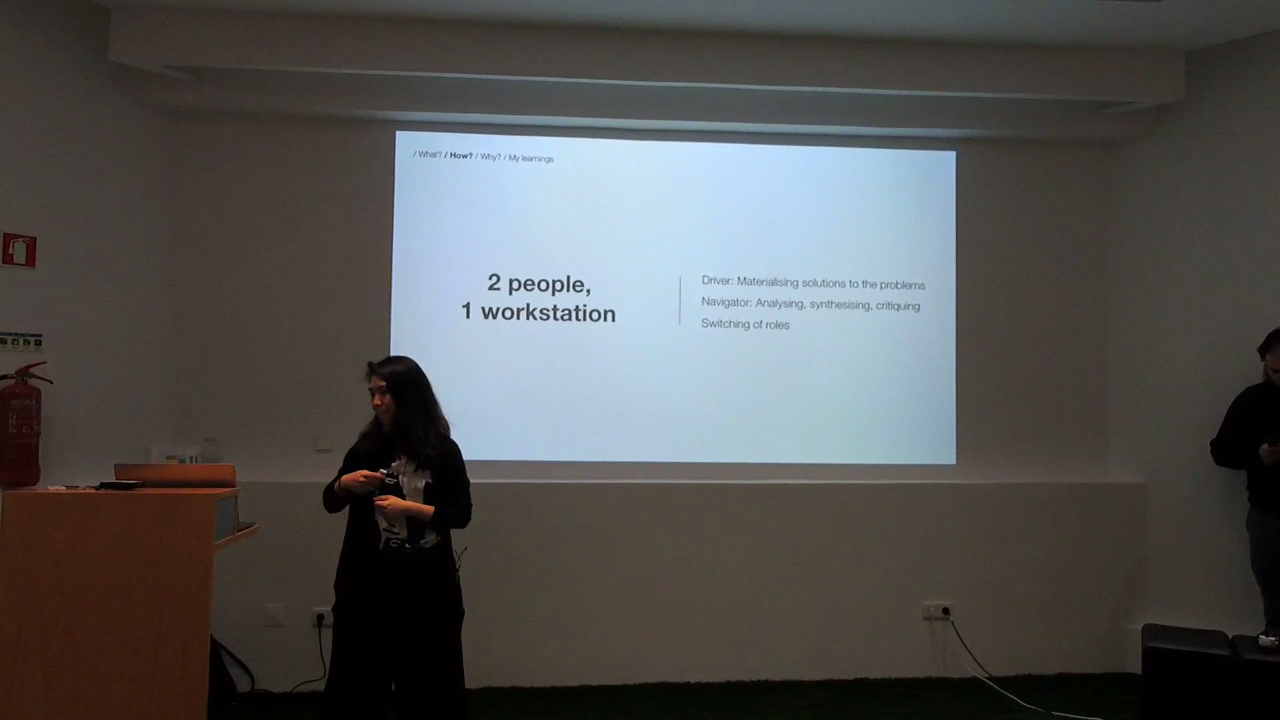 / What? / How? / Why? / My learnings
2 people,
1 workstation
Driver: Materialising solutions to the problems
Navigator: Analysing, synthesising, critiquing
Switching of roles